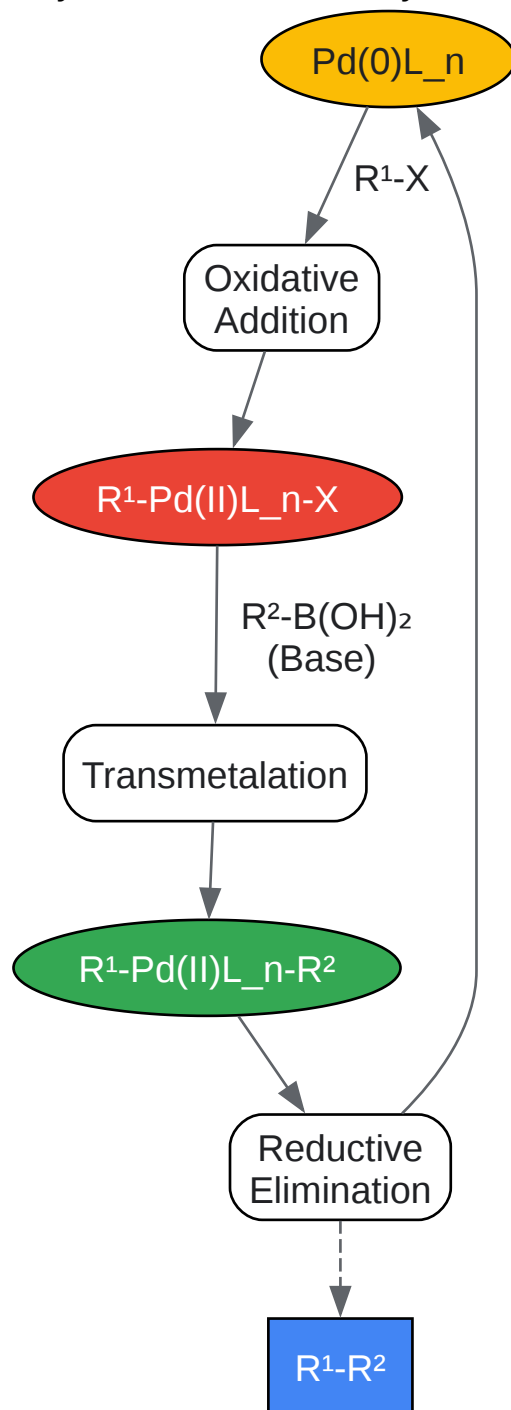 Pd(0)L_n
R¹-X
Oxidative
Addition
R¹-Pd(II)L_n-X
R²-B(OH)₂
(Base)
Transmetalation
R¹-Pd(II)L_n-R²
Reductive
Elimination
R¹-R²